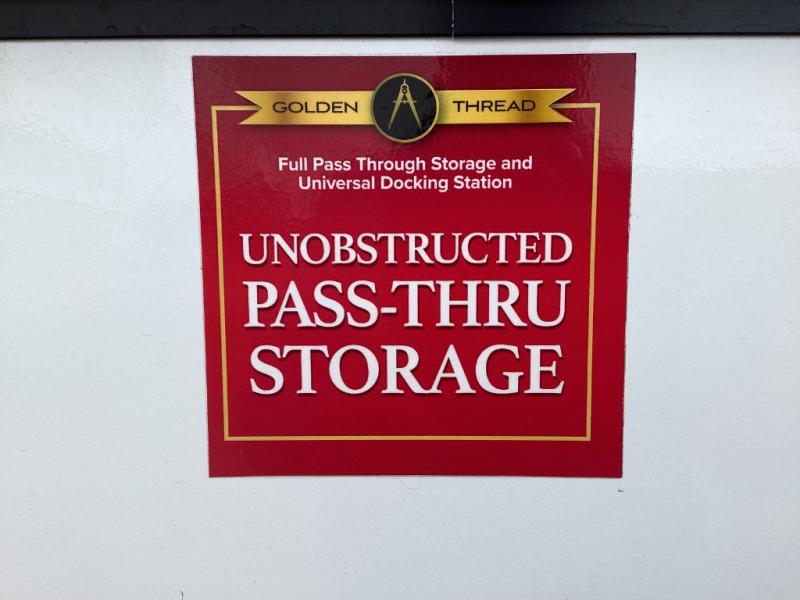 GOLDEN THREAD
Full Pass Through Storage and
Universal Docking Station
UNOBSTRUCTED
PASS-THRU
STORAGE